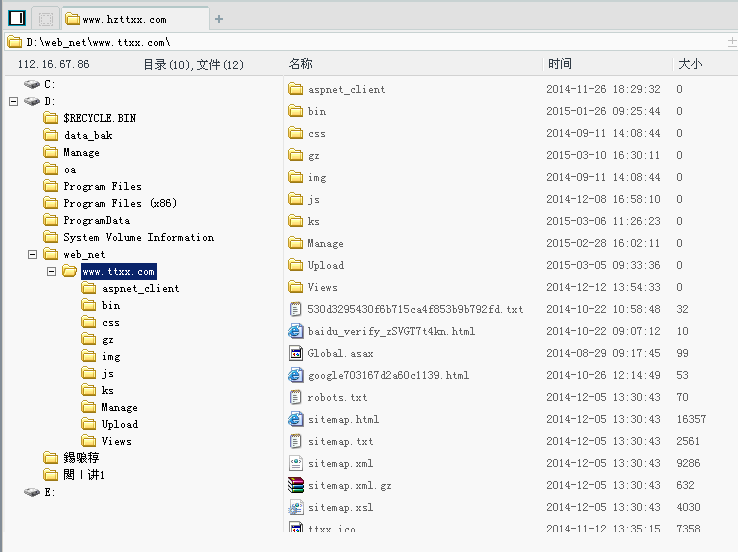 www.hzttxx.com
D:\web_net\www.ttxx.com\
112.16.67.86 目录(10),文件(12)
C:
D:
$RECYCLE.BIN
data_bak
Manage
oa
Program Files
Program Files (x86)
ProgramData
System Volume Information
web_net
www.ttxx.com
aspnet_client
bin
css
gz
img
js
ks
Manage
Upload
Views
E:
名称 时间 大小
aspnet_client 2014-11-26 18:29:32 0
bin 2015-01-26 09:25:44 0
css 2014-09-11 14:08:44 0
gz 2015-03-10 16:30:11 0
img 2014-09-11 14:08:44 0
js 2014-12-08 16:58:10 0
ks 2015-03-06 11:26:23 0
Manage 2015-02-28 16:02:11 0
Upload 2015-03-05 09:33:36 0
Views 2014-12-12 13:54:33 0
530d3295430f6b715ca4f853b9b792fd.txt 2014-10-22 10:58:48 32
baidu_verify_zSVGT7t4kn.html 2014-10-22 09:07:12 10
Global.asax 2014-08-29 09:17:45 99
google703167d2a60c1139.html 2014-10-26 12:14:49 53
robots.txt 2014-12-05 13:30:43 70
sitemap.html 2014-12-05 13:30:43 16357
sitemap.txt 2014-12-05 13:30:43 2561
sitemap.xml 2014-12-05 13:30:43 9286
sitemap.xml.gz 2014-12-05 13:30:43 632
sitemap.xsl 2014-12-05 13:30:43 4030
ttxx.ico 2014-11-12 13:35:15 7358